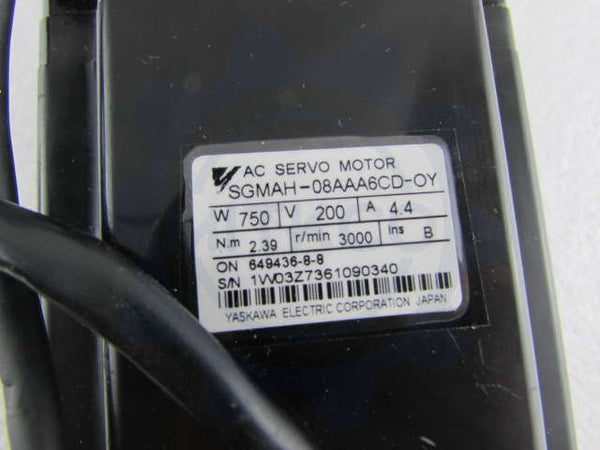 AC SERVO MOTOR
SGMAH-08AAA6CD-OY
W 750 V 200 A 4.4
N.m 2.39 r/min 3000 Ins B
O/N 649436-8-8
S/N 1W03Z7361090340
YASKAWA ELECTRIC CORPORATION JAPAN